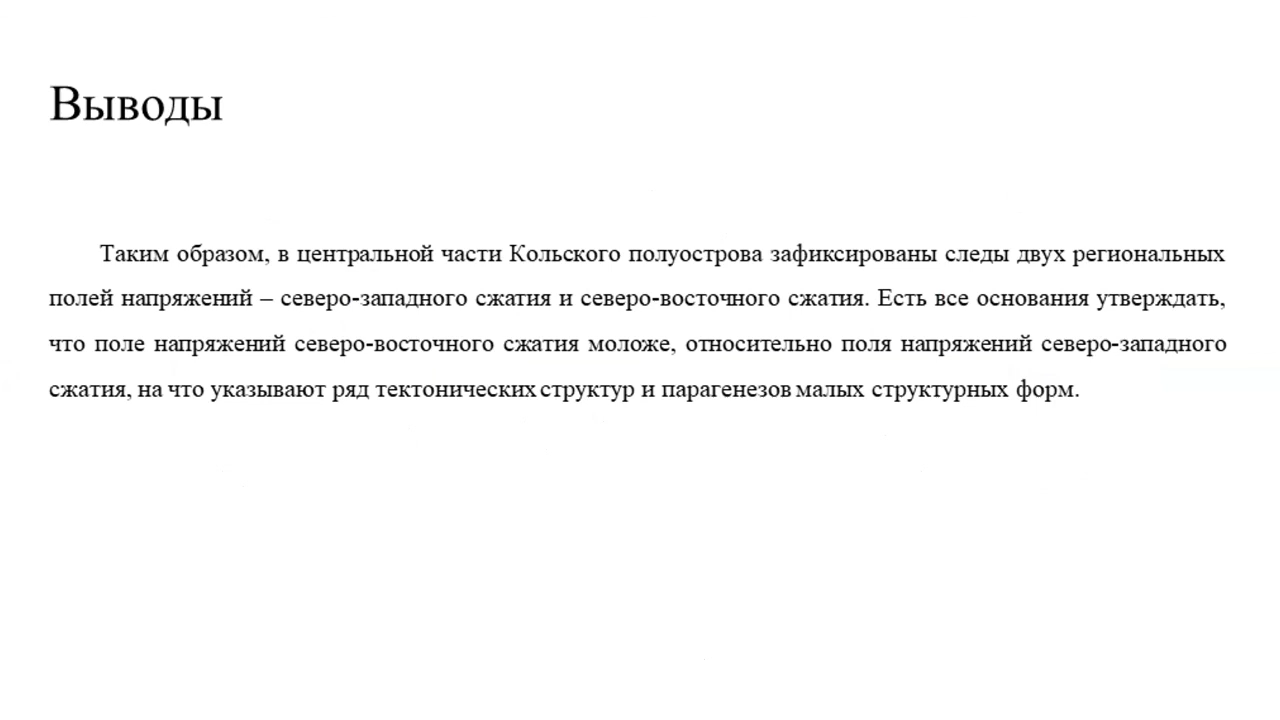 Выводы
Таким образом, в центральной части Кольского полуострова зафиксированы следы двух региональных
полей напряжений – северо-западного сжатия и северо-восточного сжатия. Есть все основания утверждать,
что поле напряжений северо-восточного сжатия моложе, относительно поля напряжений северо-западного
сжатия, на что указывают ряд тектонических структур и парагенезов малых структурных форм.